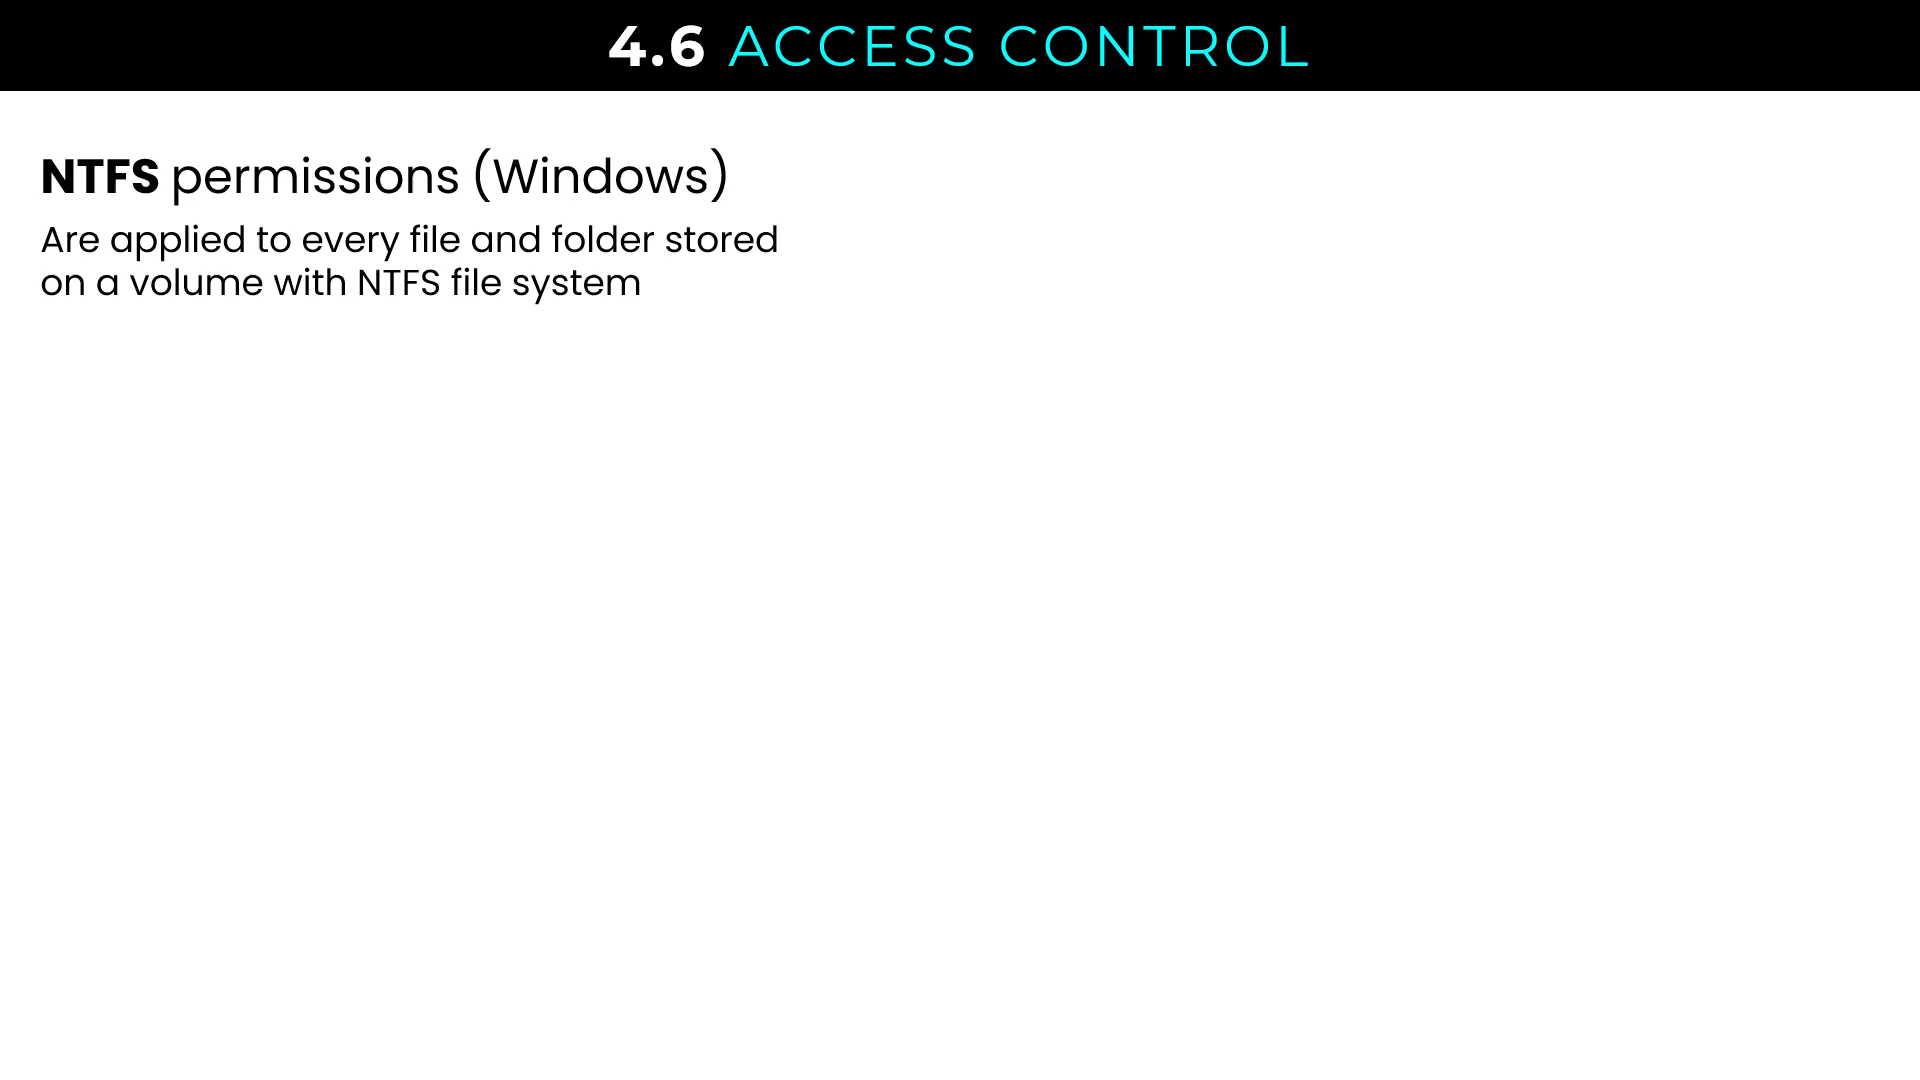 4.6 ACCESS CONTROL
NTFS permissions (Windows)
Are applied to every file and folder stored
on a volume with NTFS file system